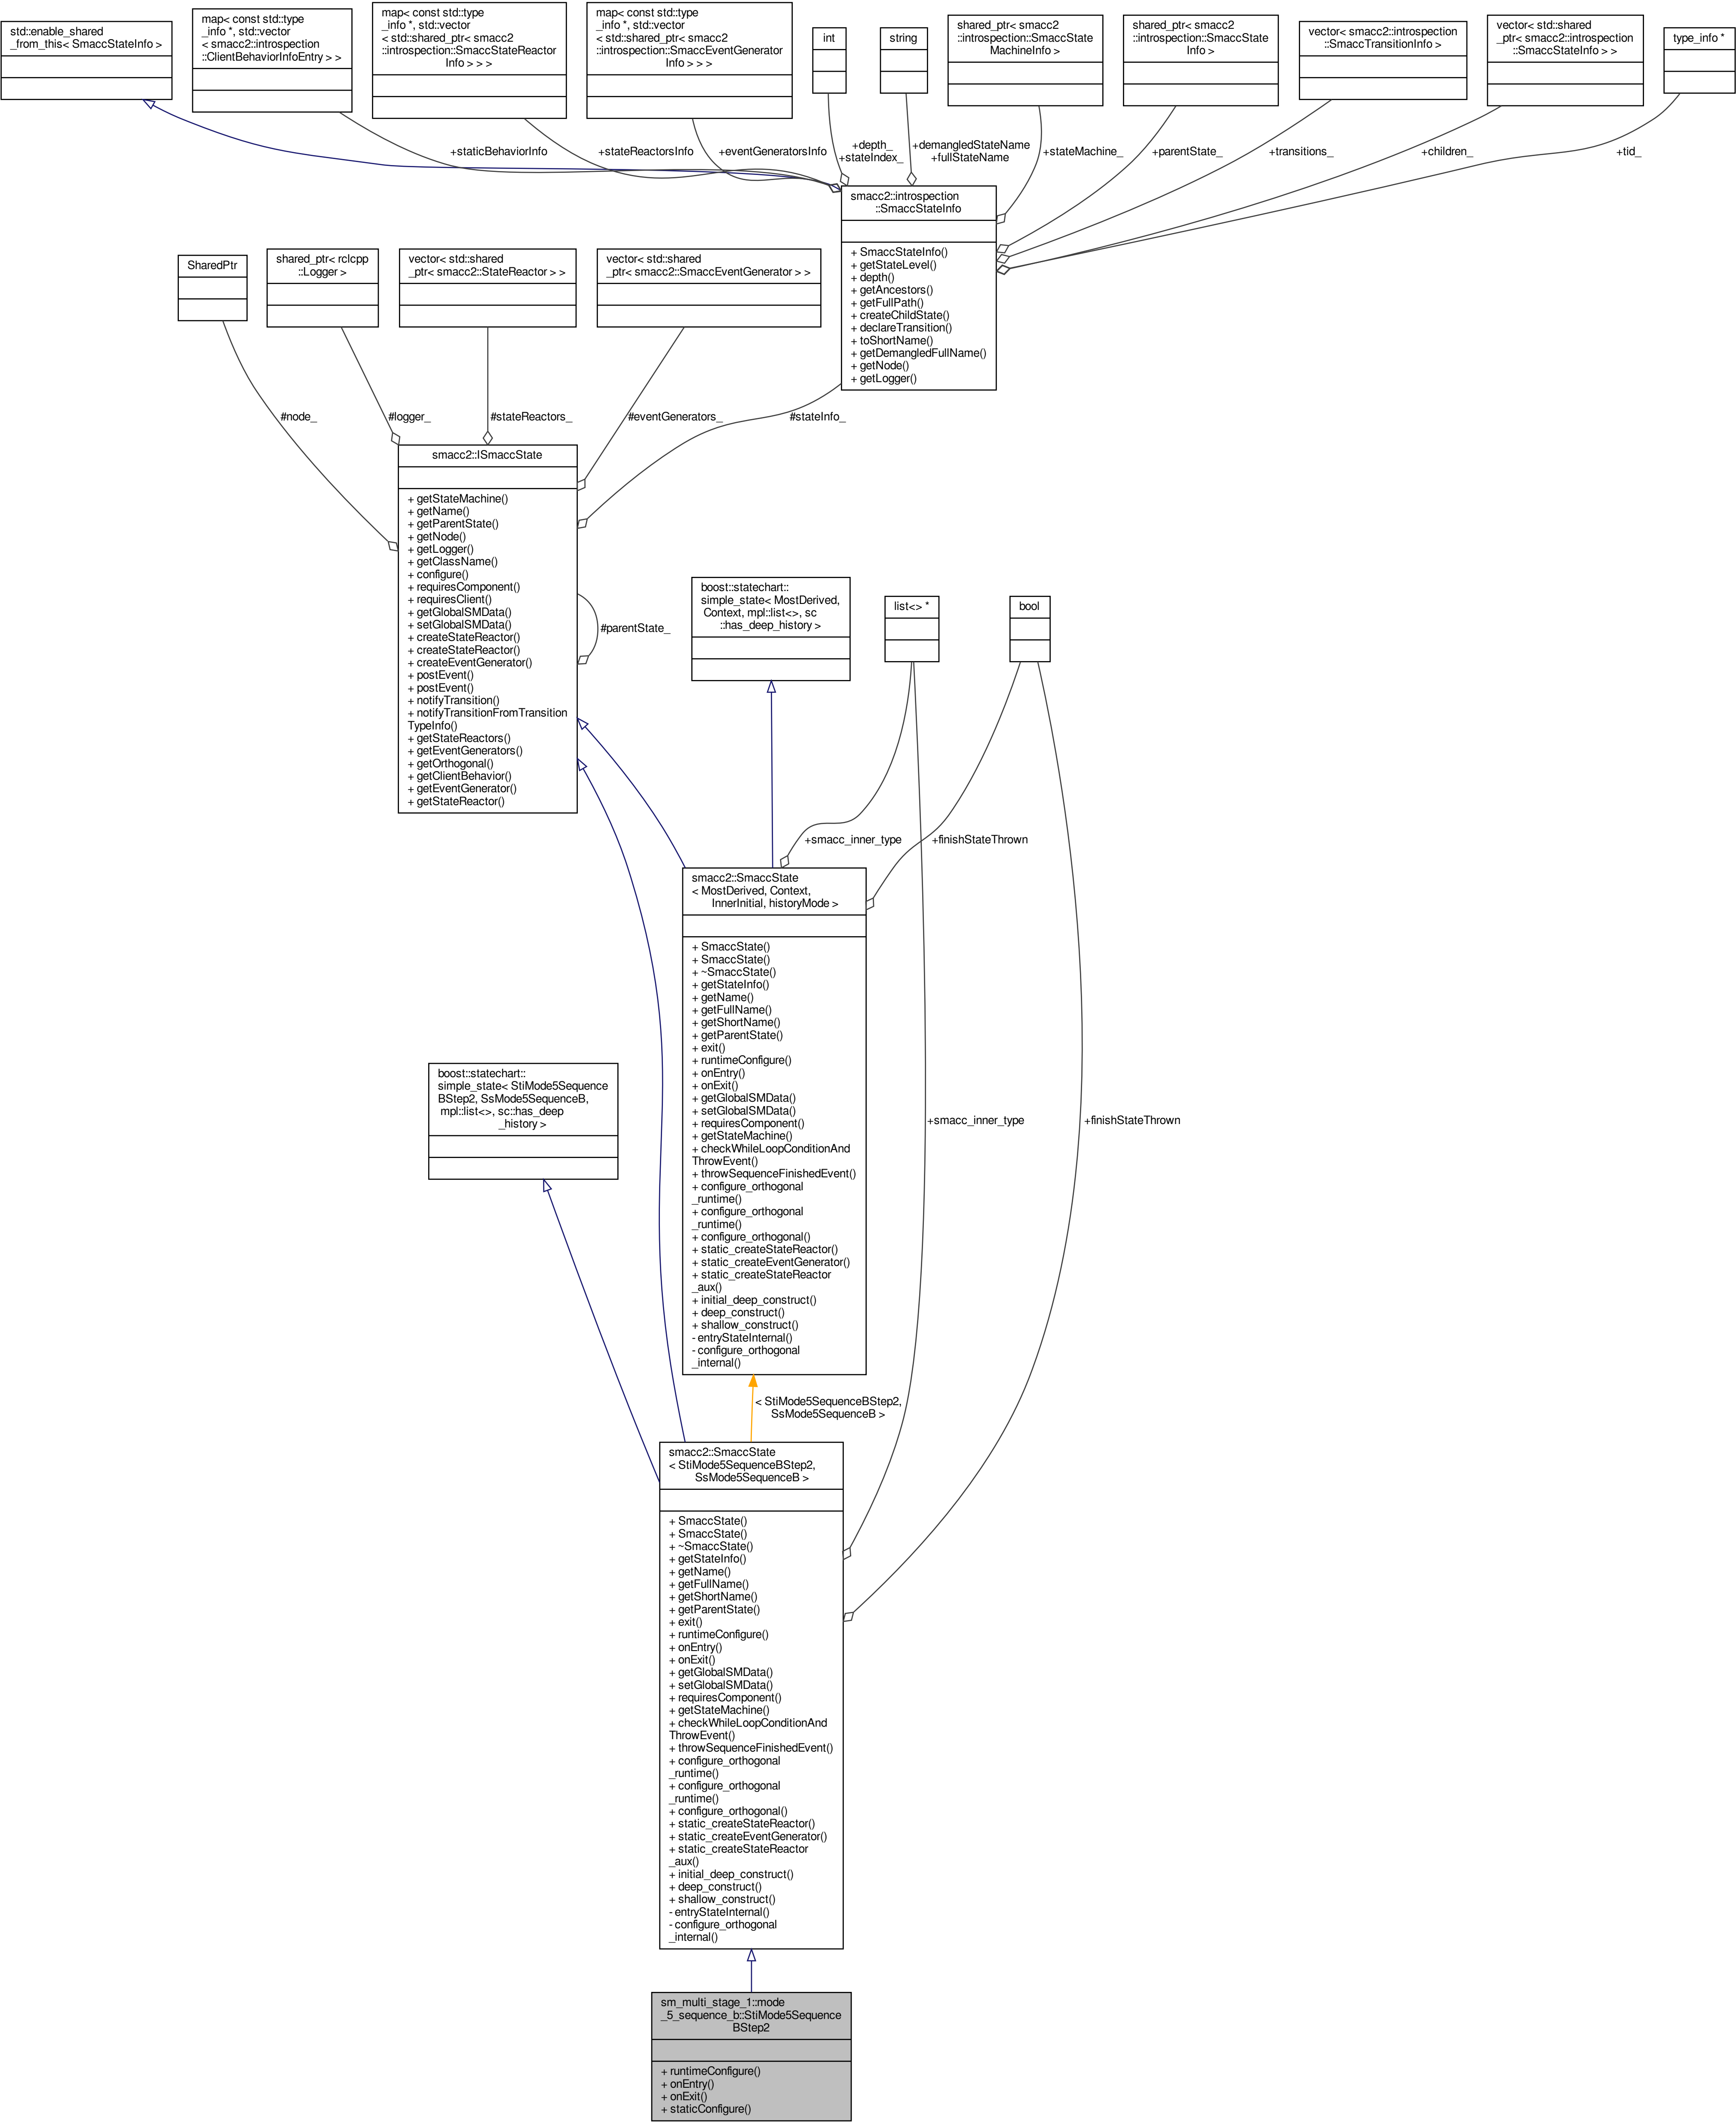 std::enable_shared
_from_this< SmaccStateInfo >
map< const std::type
_info *, std::vector
< smacc2::introspection
::ClientBehaviorInfoEntry > >
map< const std::type
_info *, std::vector
< std::shared_ptr< smacc2
::introspection::SmaccStateReactor
Info > > >
map< const std::type
_info *, std::vector
< std::shared_ptr< smacc2
::introspection::SmaccEventGenerator
Info > > >
int
string
shared_ptr< smacc2
::introspection::SmaccState
MachineInfo >
shared_ptr< smacc2
::introspection::SmaccState
Info >
vector< smacc2::introspection
::SmaccTransitionInfo >
vector< std::shared
_ptr< smacc2::introspection
::SmaccStateInfo > >
type_info *
+staticBehaviorInfo
+stateReactorsInfo
+eventGeneratorsInfo
+depth_
+stateIndex_
+demangledStateName
+fullStateName
+stateMachine_
+parentState_
+transitions_
+children_
+tid_
smacc2::introspection
::SmaccStateInfo
+ SmaccStateInfo()
+ getStateLevel()
+ depth()
+ getAncestors()
+ getFullPath()
+ createChildState()
+ declareTransition()
+ toShortName()
+ getDemangledFullName()
+ getNode()
+ getLogger()
SharedPtr
shared_ptr< rclcpp
::Logger >
vector< std::shared
_ptr< smacc2::StateReactor > >
vector< std::shared
_ptr< smacc2::SmaccEventGenerator > >
#node_
#logger_
#stateReactors_
#eventGenerators_
#stateInfo_
smacc2::ISmaccState
+ getStateMachine()
+ getName()
+ getParentState()
+ getNode()
+ getLogger()
+ getClassName()
+ configure()
+ requiresComponent()
+ requiresClient()
+ getGlobalSMData()
+ setGlobalSMData()
+ createStateReactor()
+ createStateReactor()
+ createEventGenerator()
+ postEvent()
+ postEvent()
+ notifyTransition()
+ notifyTransitionFromTransition
TypeInfo()
+ getStateReactors()
+ getEventGenerators()
+ getOrthogonal()
+ getClientBehavior()
+ getEventGenerator()
+ getStateReactor()
#parentState_
boost::statechart::
simple_state< MostDerived,
Context, mpl::list<>, sc
::has_deep_history >
list<> *
bool
+smacc_inner_type
+finishStateThrown
smacc2::SmaccState
< MostDerived, Context,
InnerInitial, historyMode >
+ SmaccState()
+ SmaccState()
+ ~SmaccState()
+ getStateInfo()
+ getName()
+ getFullName()
+ getShortName()
+ getParentState()
+ exit()
+ runtimeConfigure()
+ onEntry()
+ onExit()
+ getGlobalSMData()
+ setGlobalSMData()
+ requiresComponent()
+ getStateMachine()
+ checkWhileLoopConditionAnd
ThrowEvent()
+ throwSequenceFinishedEvent()
+ configure_orthogonal
_runtime()
+ configure_orthogonal
_runtime()
+ configure_orthogonal()
+ static_createStateReactor()
+ static_createEventGenerator()
+ static_createStateReactor
_aux()
+ initial_deep_construct()
+ deep_construct()
+ shallow_construct()
- entryStateInternal()
- configure_orthogonal
_internal()
boost::statechart::
simple_state< StiMode5Sequence
BStep2, SsMode5SequenceB,
mpl::list<>, sc::has_deep
_history >
+smacc_inner_type
+finishStateThrown
< StiMode5SequenceBStep2,
SsMode5SequenceB >
smacc2::SmaccState
< StiMode5SequenceBStep2,
SsMode5SequenceB >
+ SmaccState()
+ SmaccState()
+ ~SmaccState()
+ getStateInfo()
+ getName()
+ getFullName()
+ getShortName()
+ getParentState()
+ exit()
+ runtimeConfigure()
+ onEntry()
+ onExit()
+ getGlobalSMData()
+ setGlobalSMData()
+ requiresComponent()
+ getStateMachine()
+ checkWhileLoopConditionAnd
ThrowEvent()
+ throwSequenceFinishedEvent()
+ configure_orthogonal
_runtime()
+ configure_orthogonal
_runtime()
+ configure_orthogonal()
+ static_createStateReactor()
+ static_createEventGenerator()
+ static_createStateReactor
_aux()
+ initial_deep_construct()
+ deep_construct()
+ shallow_construct()
- entryStateInternal()
- configure_orthogonal
_internal()
sm_multi_stage_1::mode
_5_sequence_b::StiMode5Sequence
BStep2
+ runtimeConfigure()
+ onEntry()
+ onExit()
+ staticConfigure()